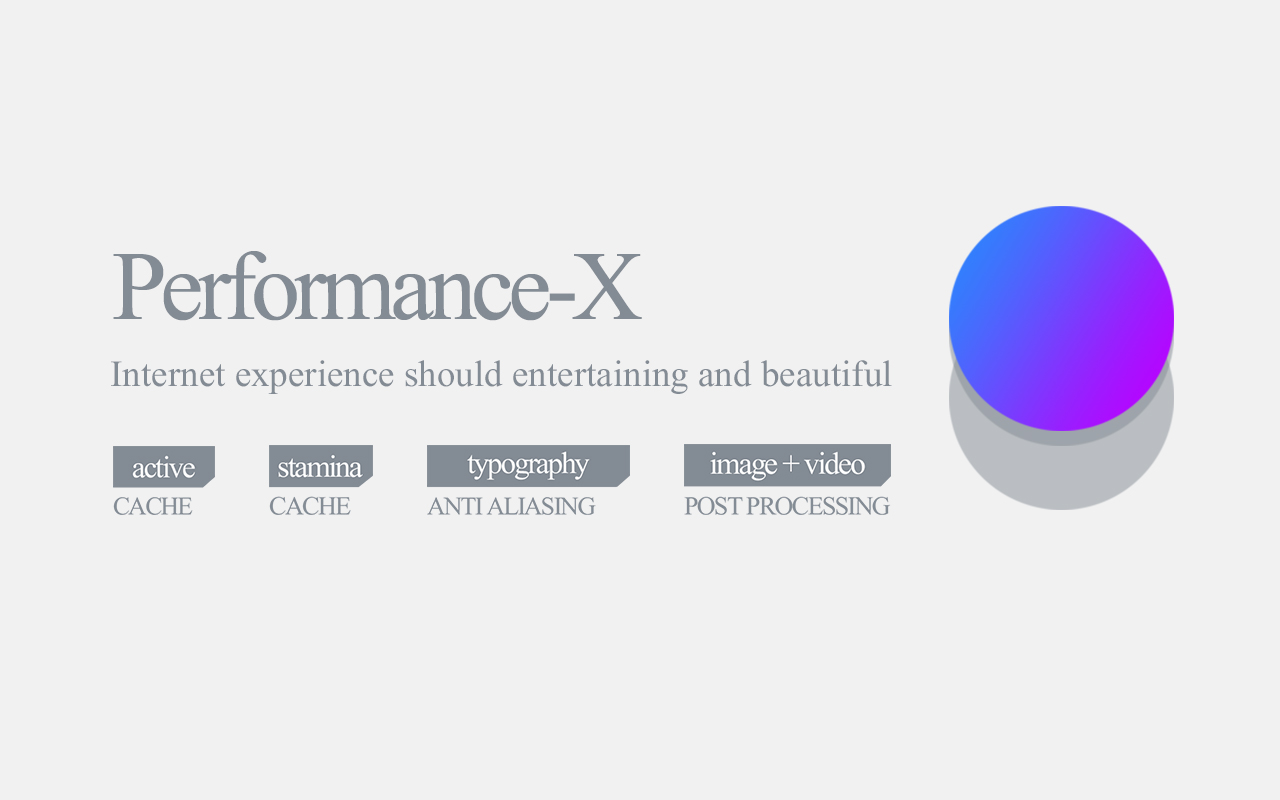 Performance-X
Internet experience should entertaining and beautiful
active stamina typography image + video
CACHE CACHE ANTI ALIASING POST PROCESSING